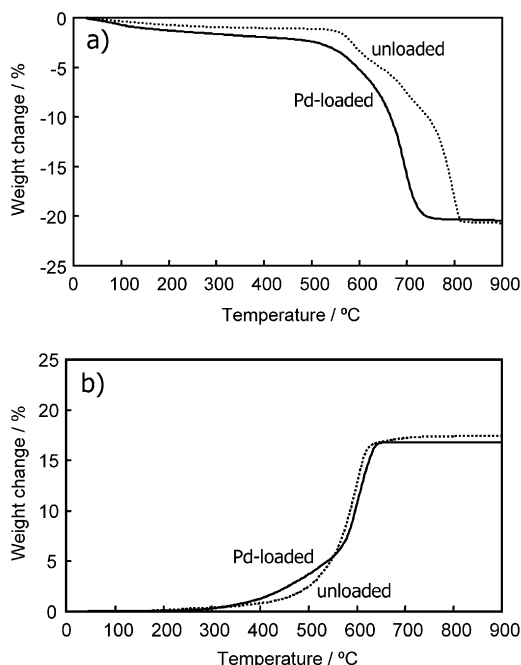 0
a)
unloaded
-5
Pd-loaded
-10
-15
-20
-25
Weight change / %
0 100 200 300 400 500 600 700 800 900
Temperature / ºC
25
b)
20
15
10
5
0
Weight change / %
Pd-loaded
unloaded
0 100 200 300 400 500 600 700 800 900
Temperature / ºC